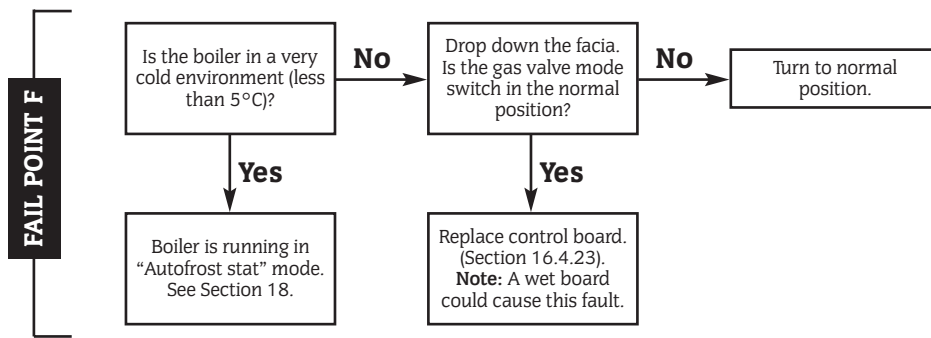 FAIL POINT F
Is the boiler in a very
cold environment (less
than 5°C)?
No
Drop down the facia.
Is the gas valve mode
switch in the normal
position?
No
Turn to normal
position.
Yes
Yes
Boiler is running in
“Autofrost stat” mode.
See Section 18.
Replace control board.
(Section 16.4.23).
Note: A wet board
could cause this fault.